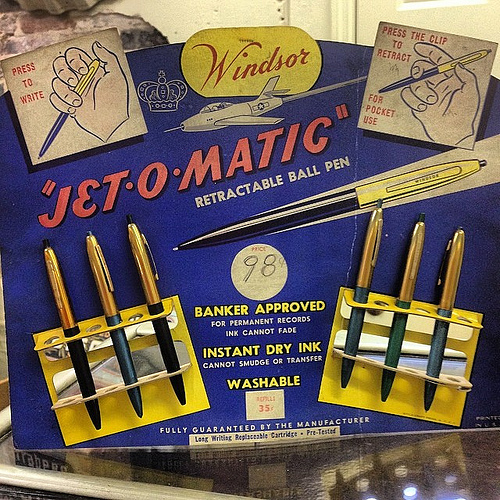 PRESS
TO
WRITE
Windsor
PRESS THE CLIP
TO
RETRACT
FOR
POCKET
USE
"JET·O·MATIC"
RETRACTABLE BALL PEN
WINDSOR
PRICE
98¢
BANKER APPROVED
FOR PERMANENT RECORDS
INK CANNOT FADE
INSTANT DRY INK
CANNOT SMUDGE OR TRANSFER
WASHABLE
REFILLS
35¢
FULLY GUARANTEED BY THE MANUFACTURER
Long Writing Replaceable Cartridge - Pre-Tested